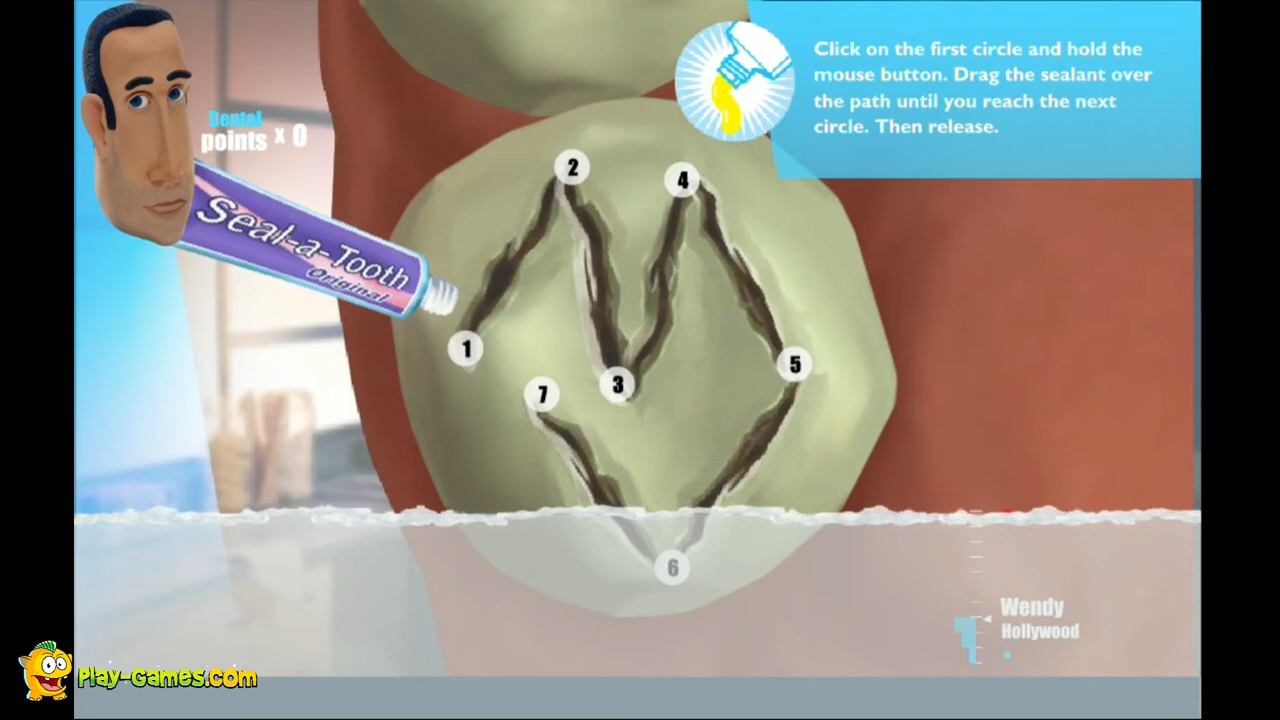 Click on the first circle and hold the
mouse button. Drag the sealant over
the path until you reach the next
circle. Then release.
Dental
points x 0
Seal-a-Tooth
Original
2
4
1
5
3
7
6
Wendy
Hollywood
Play-Games.com